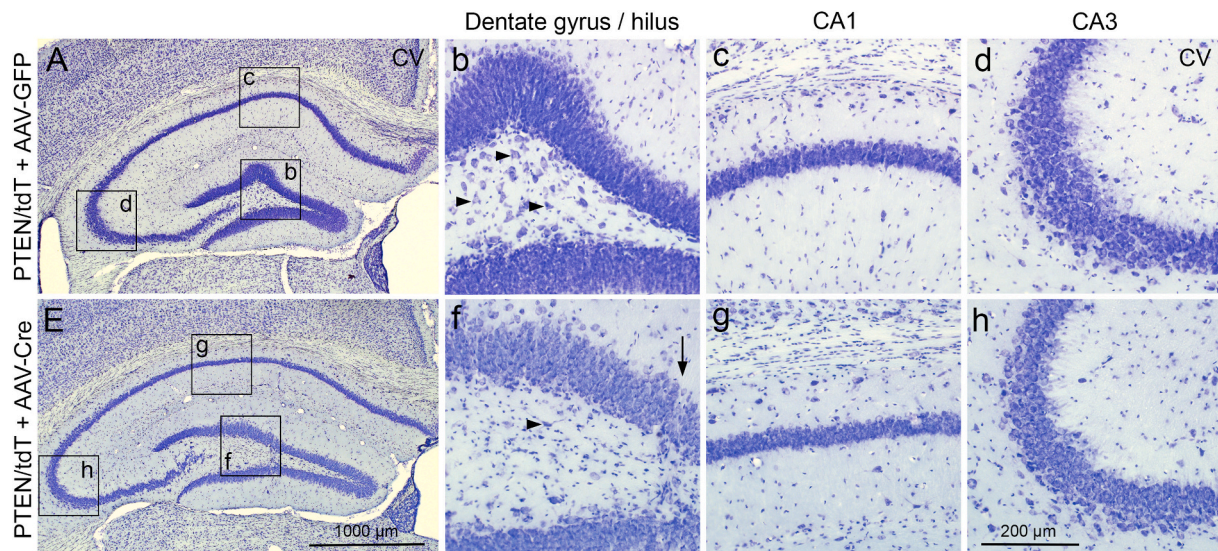 Dentate gyrus / hilus CA1 CA3
PTEN/tdT + AAV-GFP
A CV b c d CV
c
b
d
PTEN/tdT + AAV-Cre
E f g h
g
f
h
1000 µm 200 µm